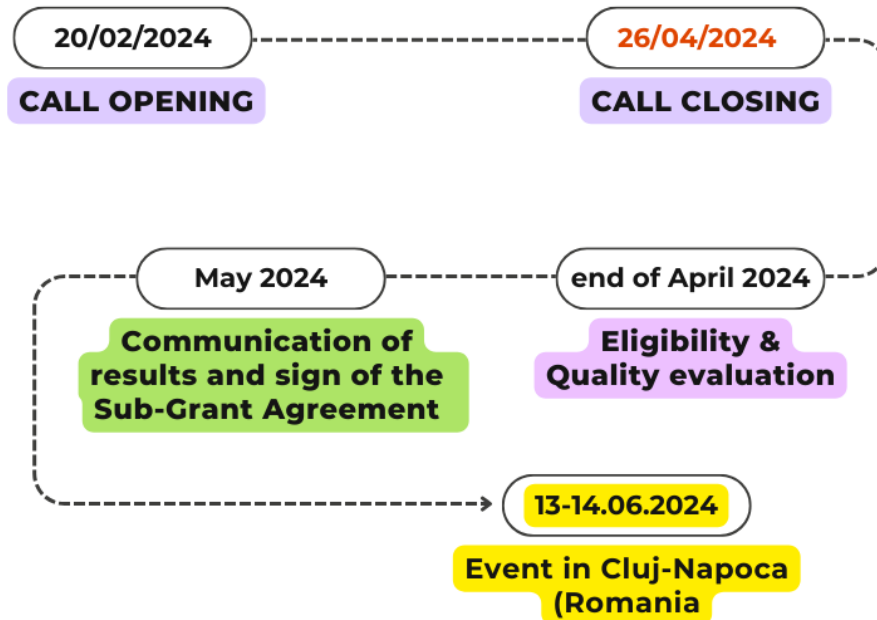 20/02/2024
26/04/2024
CALL OPENING
CALL CLOSING
May 2024
end of April 2024
Communication of
results and sign of the
Sub-Grant Agreement
Eligibility &
Quality evaluation
13-14.06.2024
Event in Cluj-Napoca
(Romania